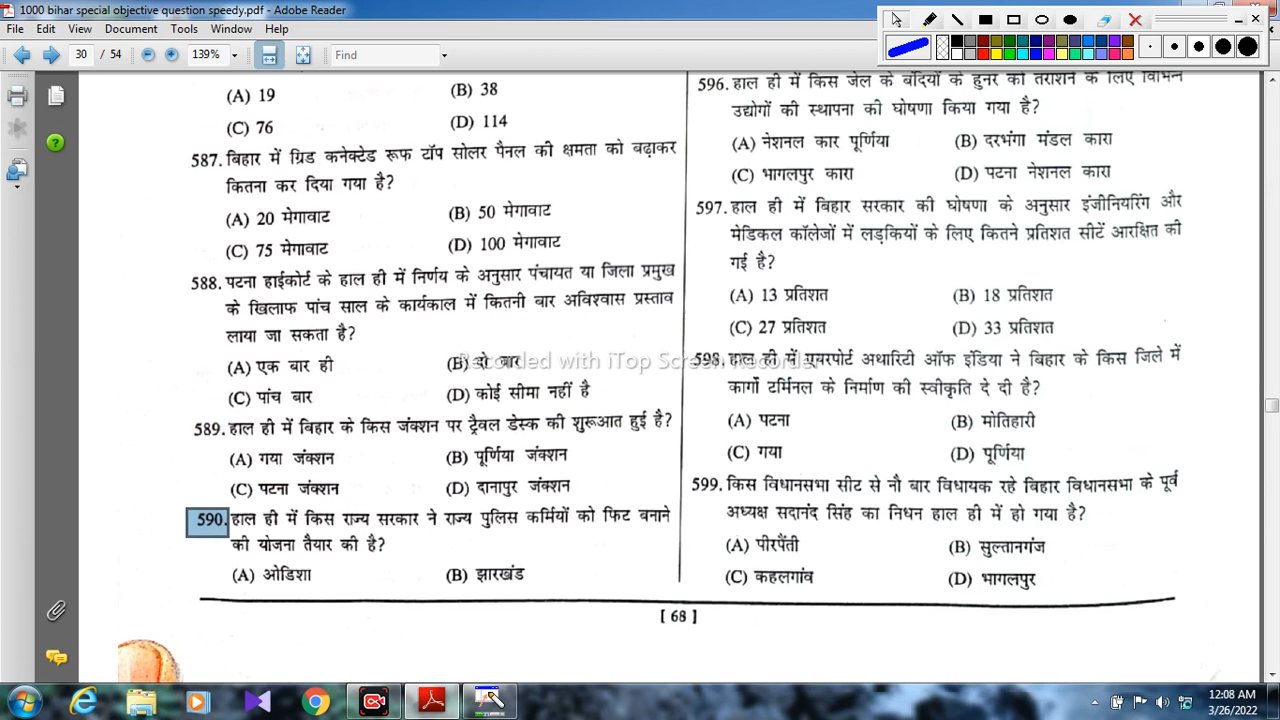 1000 bihar special objective question speedy.pdf - Adobe Reader
File Edit View Document Tools Window Help
30 / 54 139% Find
(A) 19 (B) 38
(C) 76 (D) 114
587. बिहार में ग्रिड कनेक्टेड रूफ टॉप सोलर पैनल की क्षमता को बढ़ाकर
कितना कर दिया गया है?
(A) 20 मेगावाट (B) 50 मेगावाट
(C) 75 मेगावाट (D) 100 मेगावाट
588. पटना हाईकोर्ट के हाल ही में निर्णय के अनुसार पंचायत या जिला प्रमुख
के खिलाफ पांच साल के कार्यकाल में कितनी बार अविश्वास प्रस्ताव
लाया जा सकता है?
(A) एक बार ही (B) दो बार
(C) पांच बार (D) कोई सीमा नहीं है
589. हाल ही में बिहार के किस जंक्शन पर ट्रैवल डेस्क की शुरूआत हुई है?
(A) गया जंक्शन (B) पूर्णिया जंक्शन
(C) पटना जंक्शन (D) दानापुर जंक्शन
590. हाल ही में किस राज्य सरकार ने राज्य पुलिस कर्मियों को फिट बनाने
की योजना तैयार की है?
(A) ओडिशा (B) झारखंड
596. हाल ही में किस जेल के बंदियों के हुनर को तराशने के लिए विभिन्न
उद्योगों की स्थापना की घोषणा किया गया है?
(A) नेशनल कार पूर्णिया (B) दरभंगा मंडल कारा
(C) भागलपुर कारा (D) पटना नेशनल कारा
597. हाल ही में बिहार सरकार की घोषणा के अनुसार इंजीनियरिंग और
मेडिकल कॉलेजों में लड़कियों के लिए कितने प्रतिशत सीटें आरक्षित की
गई है?
(A) 13 प्रतिशत (B) 18 प्रतिशत
(C) 27 प्रतिशत (D) 33 प्रतिशत
598. हाल ही में एयरपोर्ट अथारिटी ऑफ इंडिया ने बिहार के किस जिले में
कार्गो टर्मिनल के निर्माण की स्वीकृति दे दी है?
(A) पटना (B) मोतिहारी
(C) गया (D) पूर्णिया
599. किस विधानसभा सीट से नौ बार विधायक रहे बिहार विधानसभा के पूर्व
अध्यक्ष सदानंद सिंह का निधन हाल ही में हो गया है?
(A) पीरपैंती (B) सुल्तानगंज
(C) कहलगांव (D) भागलपुर
[ 68 ]
Recorded with iTop Screen Recorder
12:08 AM
3/26/2022